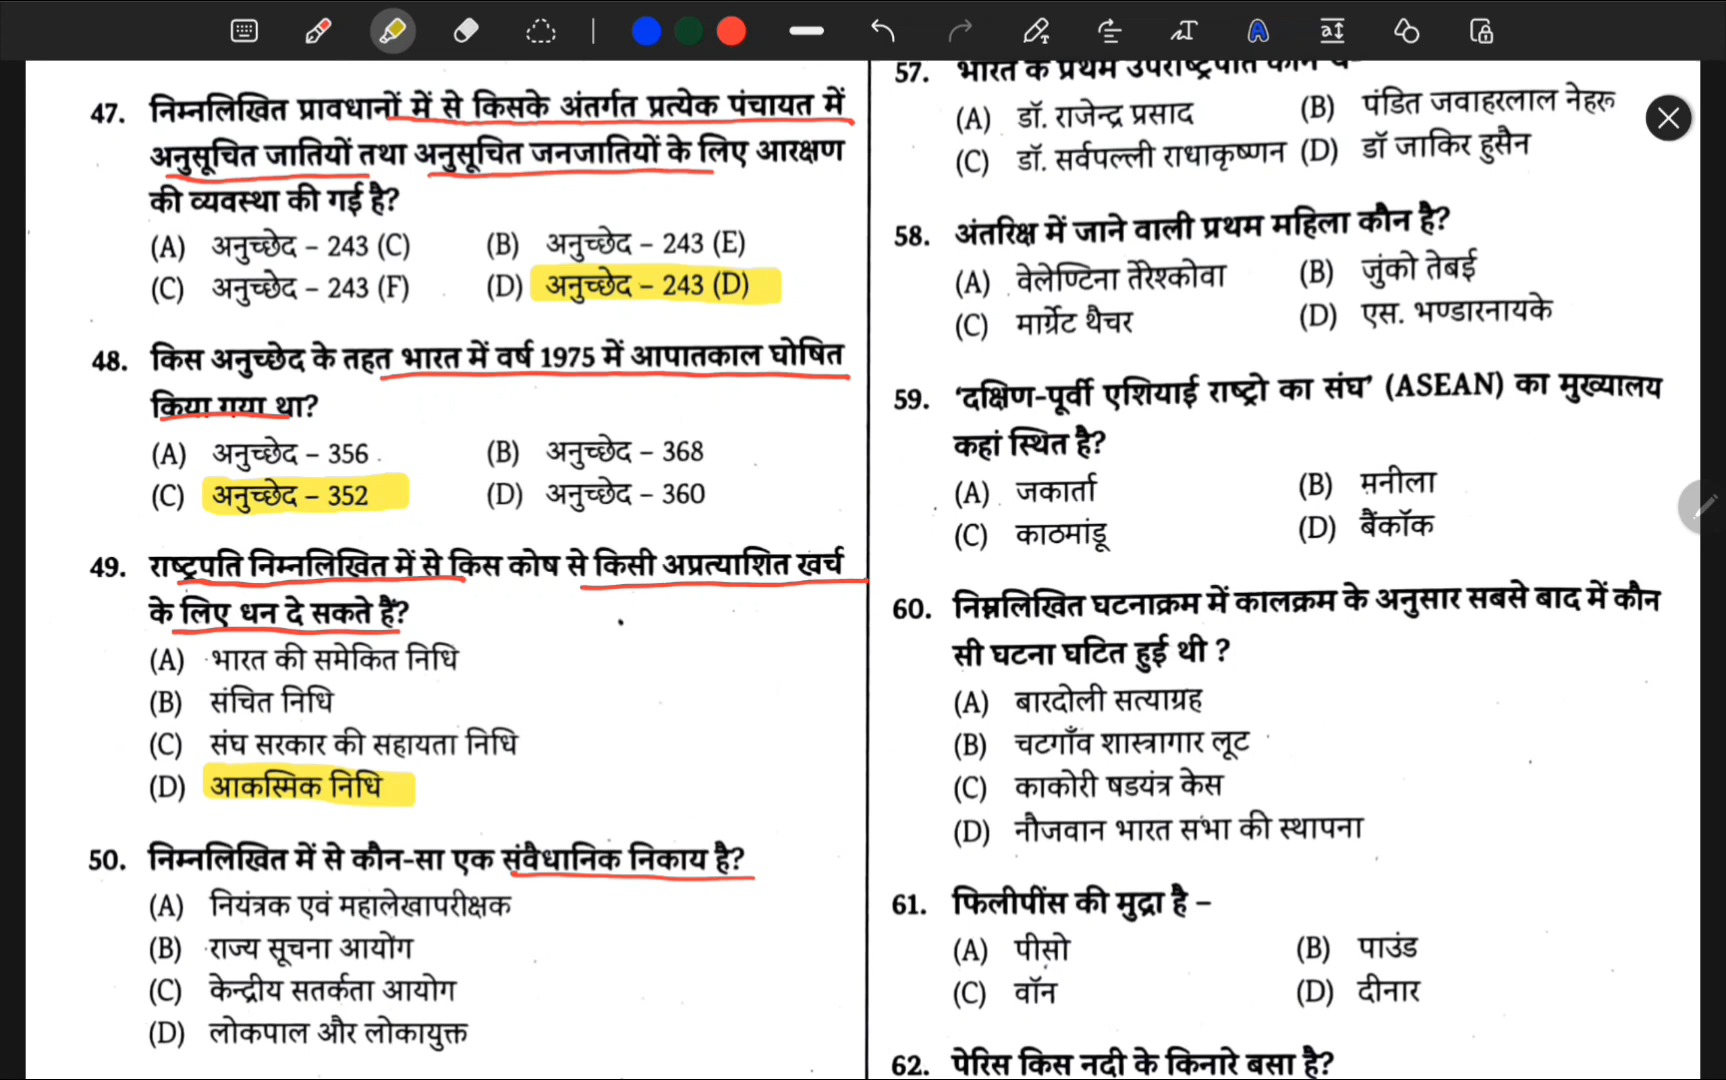 47. निम्नलिखित प्रावधानों में से किसके अंतर्गत प्रत्येक पंचायत में
अनुसूचित जातियों तथा अनुसूचित जनजातियों के लिए आरक्षण
की व्यवस्था की गई है?
(A) अनुच्छेद – 243 (C) (B) अनुच्छेद – 243 (E)
(C) अनुच्छेद – 243 (F) (D) अनुच्छेद – 243 (D)
48. किस अनुच्छेद के तहत भारत में वर्ष 1975 में आपातकाल घोषित
किया गया था?
(A) अनुच्छेद – 356 (B) अनुच्छेद – 368
(C) अनुच्छेद – 352 (D) अनुच्छेद – 360
49. राष्ट्रपति निम्नलिखित में से किस कोष से किसी अप्रत्याशित खर्च
के लिए धन दे सकते हैं?
(A) भारत की समेकित निधि
(B) संचित निधि
(C) संघ सरकार की सहायता निधि
(D) आकस्मिक निधि
50. निम्नलिखित में से कौन-सा एक संवैधानिक निकाय है?
(A) नियंत्रक एवं महालेखापरीक्षक
(B) राज्य सूचना आयोग
(C) केन्द्रीय सतर्कता आयोग
(D) लोकपाल और लोकायुक्त
57. भारत के प्रथम उपराष्ट्रपति कौन थे
(A) डॉ. राजेन्द्र प्रसाद (B) पंडित जवाहरलाल नेहरू
(C) डॉ. सर्वपल्ली राधाकृष्णन (D) डॉ जाकिर हुसैन
58. अंतरिक्ष में जाने वाली प्रथम महिला कौन है?
(A) वेलेण्टिना तेरेश्कोवा (B) जुंको तेबई
(C) मार्ग्रेट थैचर (D) एस. भण्डारनायके
59. ‘दक्षिण-पूर्वी एशियाई राष्ट्रो का संघ’ (ASEAN) का मुख्यालय
कहां स्थित है?
(A) जकार्ता (B) मनीला
(C) काठमांडू (D) बैंकॉक
60. निम्नलिखित घटनाक्रम में कालक्रम के अनुसार सबसे बाद में कौन
सी घटना घटित हुई थी ?
(A) बारदोली सत्याग्रह
(B) चटगाँव शास्त्रागार लूट
(C) काकोरी षडयंत्र केस
(D) नौजवान भारत सभा की स्थापना
61. फिलीपींस की मुद्रा है –
(A) पीसो (B) पाउंड
(C) वॉन (D) दीनार
62. पेरिस किस नदी के किनारे बसा है?